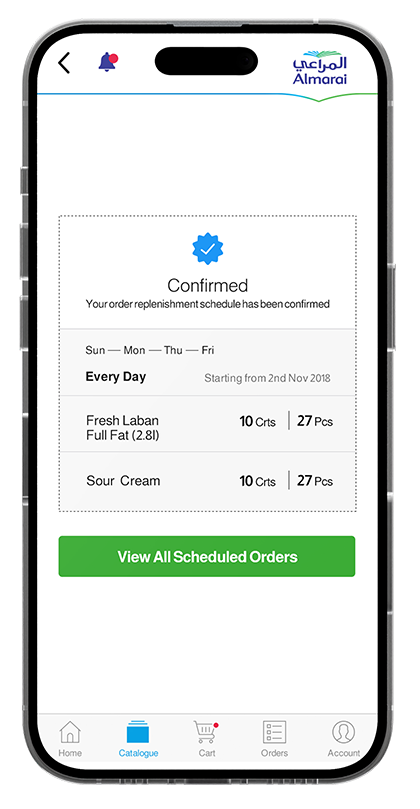 المراعي
Almarai
Confirmed
Your order replenishment schedule has been confirmed
Sun — Mon — Thu — Fri
Every Day Starting from 2nd Nov 2018
Fresh Laban 10 Crts | 27 Pcs
Full Fat (2.8l)
Sour Cream 10 Crts | 27 Pcs
View All Scheduled Orders
Home Catalogue Cart Orders Account